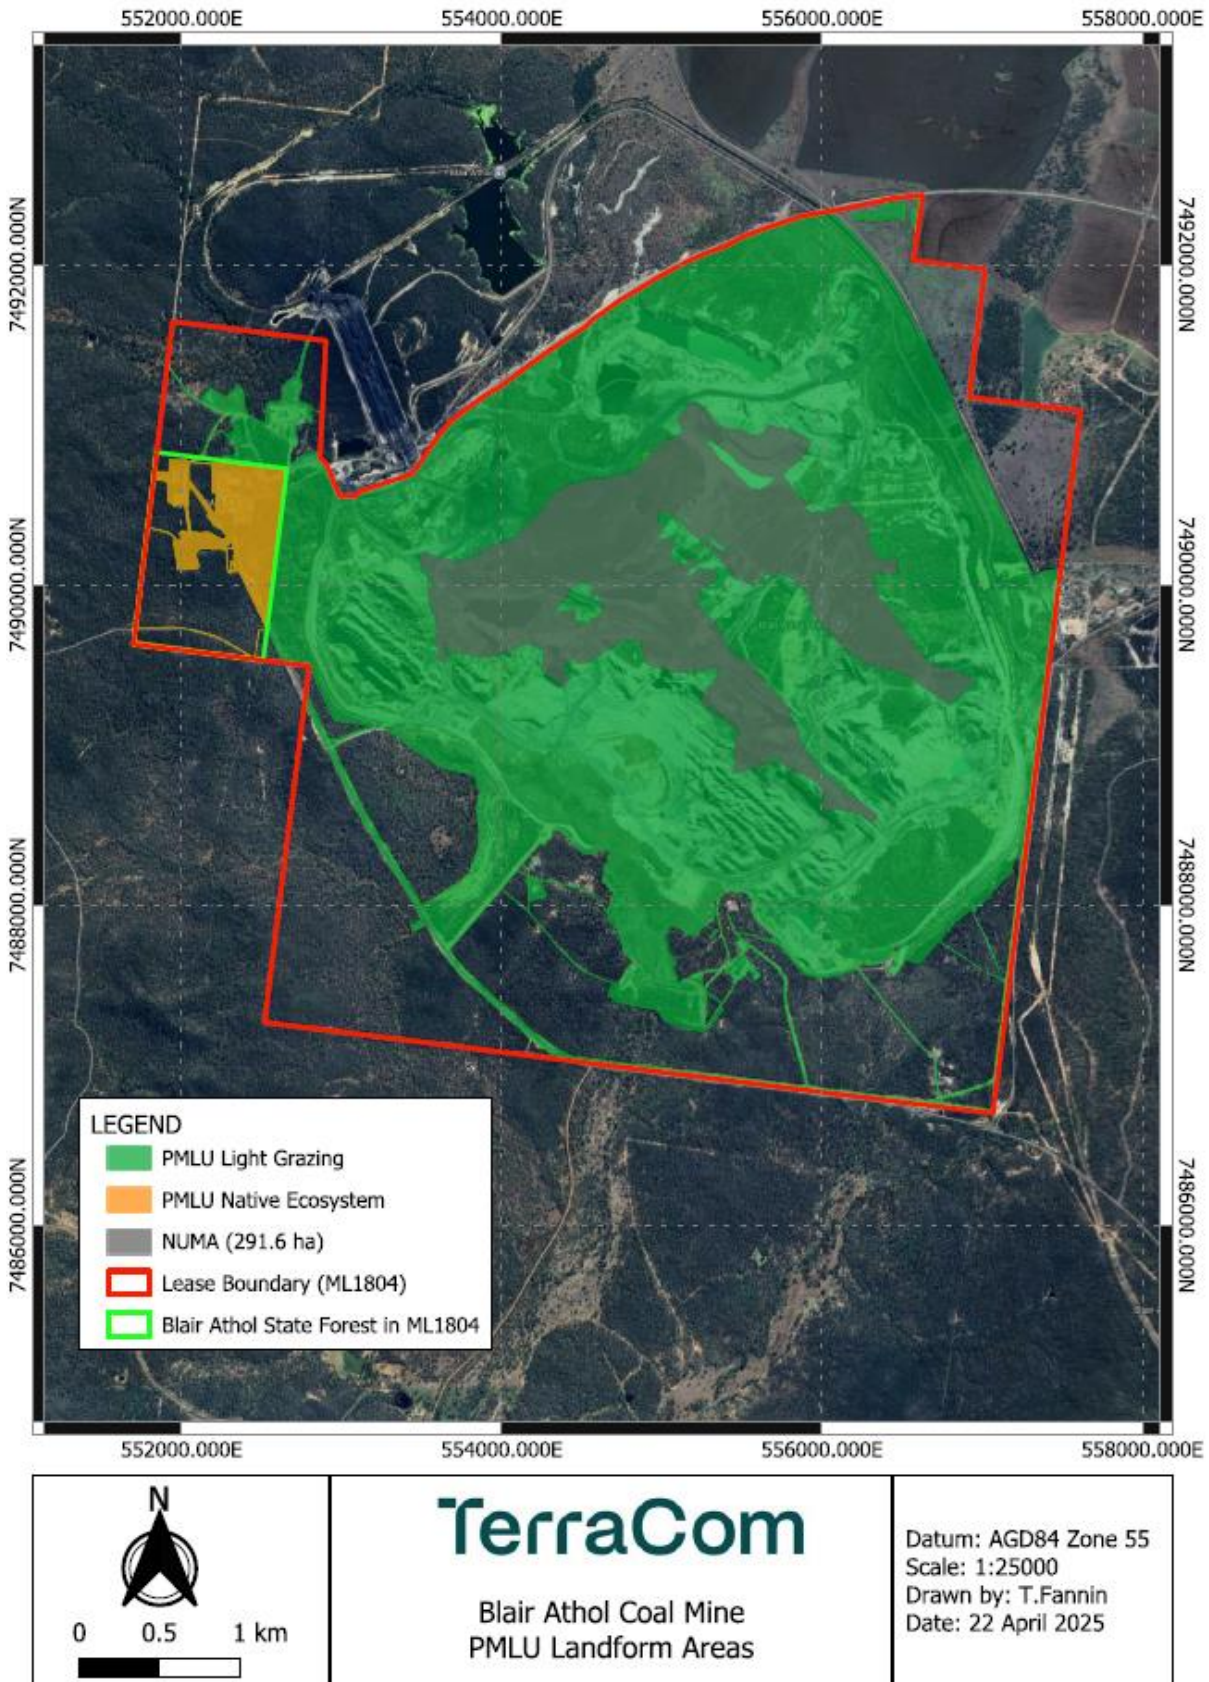 552000.000E 554000.000E 556000.000E 558000.000E
7492000.000N
7492000.000N
7490000.000N
7490000.000N
7488000.000N
7488000.000N
7486000.000N
7486000.000N
LEGEND
PMLU Light Grazing
PMLU Native Ecosystem
NUMA (291.6 ha)
Lease Boundary (ML1804)
Blair Athol State Forest in ML1804
552000.000E 554000.000E 556000.000E 558000.000E
N
0 0.5 1 km
TerraCom
Blair Athol Coal Mine
PMLU Landform Areas
Datum: AGD84 Zone 55
Scale: 1:25000
Drawn by: T.Fannin
Date: 22 April 2025